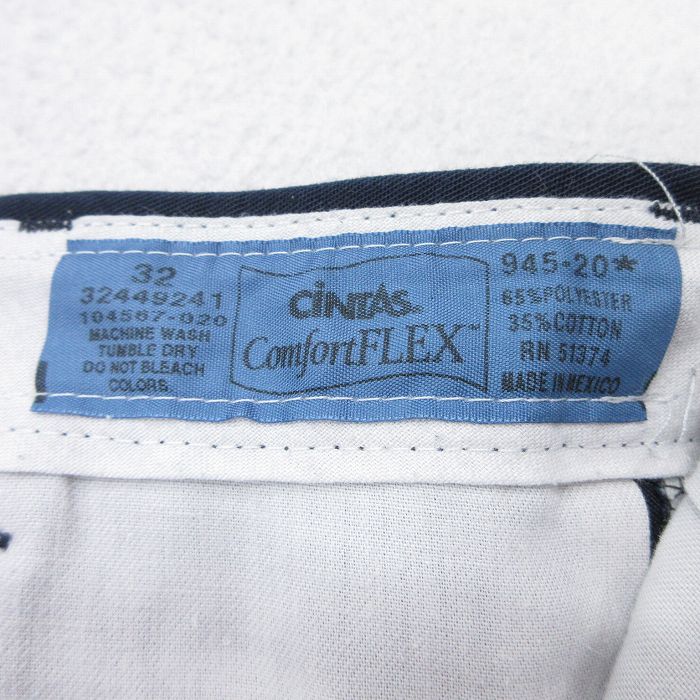 32
32449241
104567-020
MACHINE WASH
TUMBLE DRY
DO NOT BLEACH
COLORS.
CiNTAS®
ComfortFLEX™
945-20*
65% POLYESTER
35% COTTON
RN 51374
MADE IN MEXICO